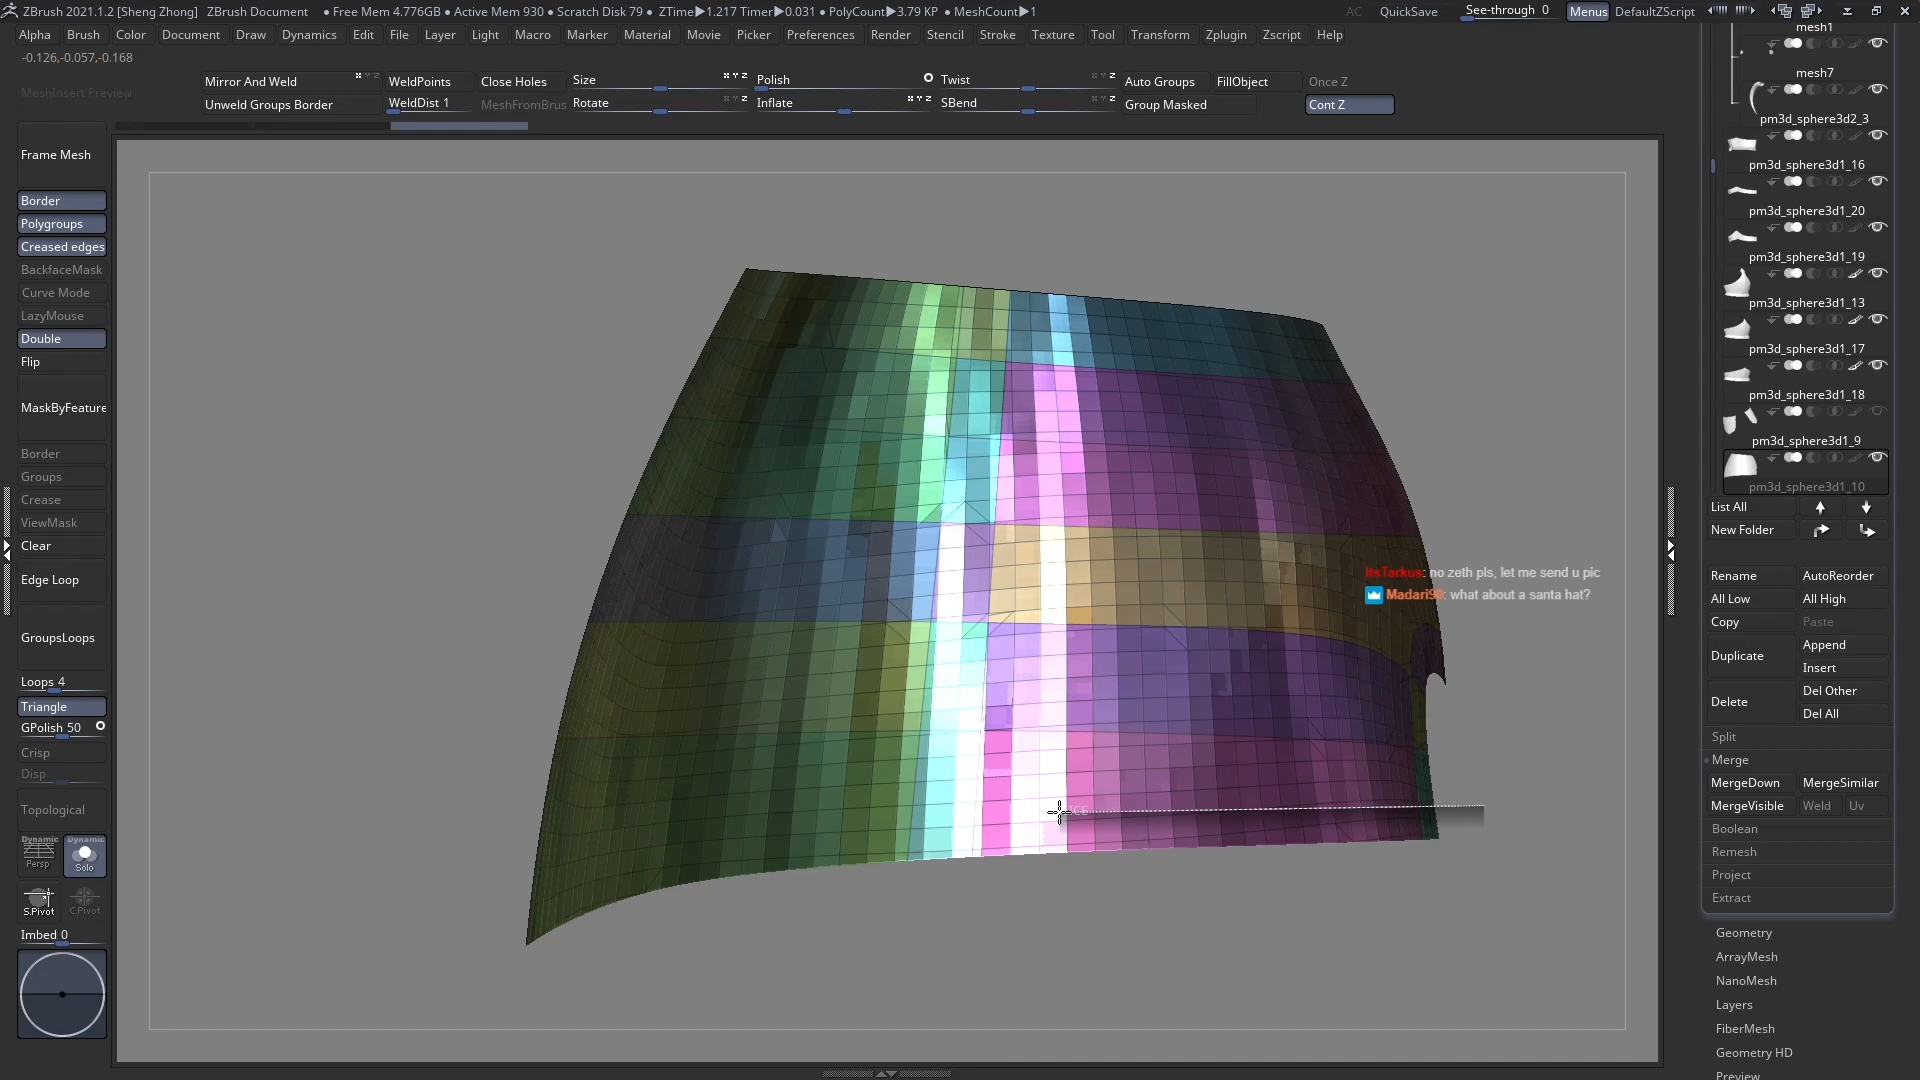 ZBrush 2021.1.2 [Sheng Zhong] ZBrush Document • Free Mem 4.776GB • Active Mem 930 • Scratch Disk 79 • ZTime▶1.217 Timer▶0.031 • PolyCount▶3.79 KP • MeshCount▶1 AC QuickSave See-through 0 Menus DefaultZScript
Alpha Brush Color Document Draw Dynamics Edit File Layer Light Macro Marker Material Movie Picker Preferences Render Stencil Stroke Texture Tool Transform Zplugin Zscript Help
-0.126,-0.057,-0.168
MeshInsert Preview
Mirror And Weld WeldPoints Close Holes Size Polish Twist Auto Groups FillObject Once Z
Unweld Groups Border WeldDist 1 MeshFromBrus Rotate Inflate SBend Group Masked Cont Z
Frame Mesh
Border
Polygroups
Creased edges
BackfaceMask
Curve Mode
LazyMouse
Double
Flip
MaskByFeature
Border
Groups
Crease
ViewMask
Clear
Edge Loop
GroupsLoops
Loops 4
Triangle
GPolish 50
Crisp
Disp
Topological
Dynamic Dynamic
Persp Solo
S.Pivot C.Pivot
Imbed 0
ItsTarkus: no zeth pls, let me send u pic
Madari90: what about a santa hat?
mesh1
mesh7
pm3d_sphere3d2_3
pm3d_sphere3d1_16
pm3d_sphere3d1_20
pm3d_sphere3d1_19
pm3d_sphere3d1_13
pm3d_sphere3d1_17
pm3d_sphere3d1_18
pm3d_sphere3d1_9
pm3d_sphere3d1_10
List All
New Folder
Rename AutoReorder
All Low All High
Copy Paste
Duplicate Append
Insert
Delete Del Other
Del All
Split
Merge
MergeDown MergeSimilar
MergeVisible Weld Uv
Boolean
Remesh
Project
Extract
Geometry
ArrayMesh
NanoMesh
Layers
FiberMesh
Geometry HD
Preview